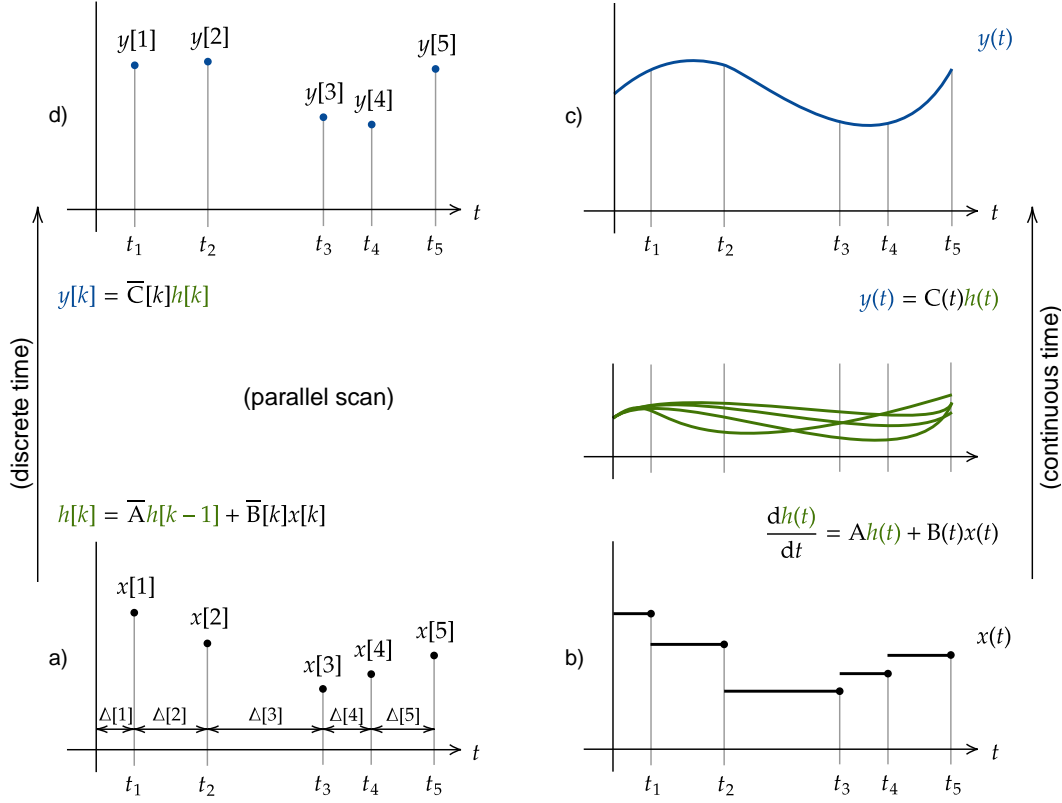 y[1] y[2] y[3] y[4] y[5]
d)
t
t₁ t₂ t₃ t₄ t₅
y[k] = C̅[k]h[k]
(discrete time)
(parallel scan)
h[k] = A̅h[k − 1] + B̅[k]x[k]
x[1] x[2] x[3] x[4] x[5]
a)
Δ[1] Δ[2] Δ[3] Δ[4] Δ[5]
t
t₁ t₂ t₃ t₄ t₅
y(t)
c)
t
t₁ t₂ t₃ t₄ t₅
y(t) = C(t)h(t)
(continuous time)
dh(t)/dt = Ah(t) + B(t)x(t)
x(t)
b)
t
t₁ t₂ t₃ t₄ t₅